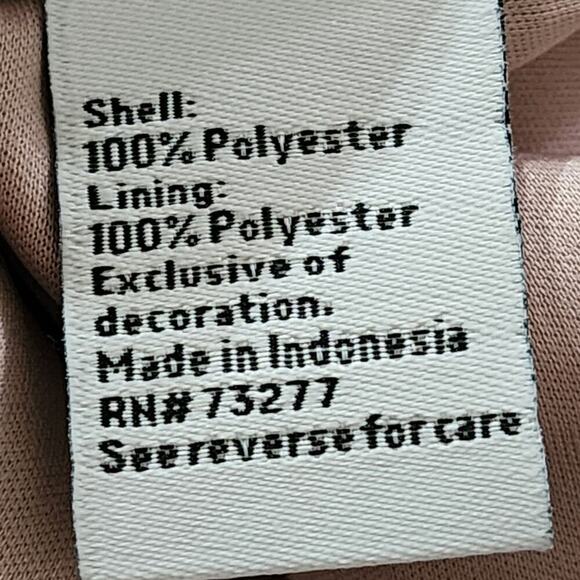 Shell:
100% Polyester
Lining:
100% Polyester
Exclusive of
decoration.
Made in Indonesia
RN# 73277
See reverse for care